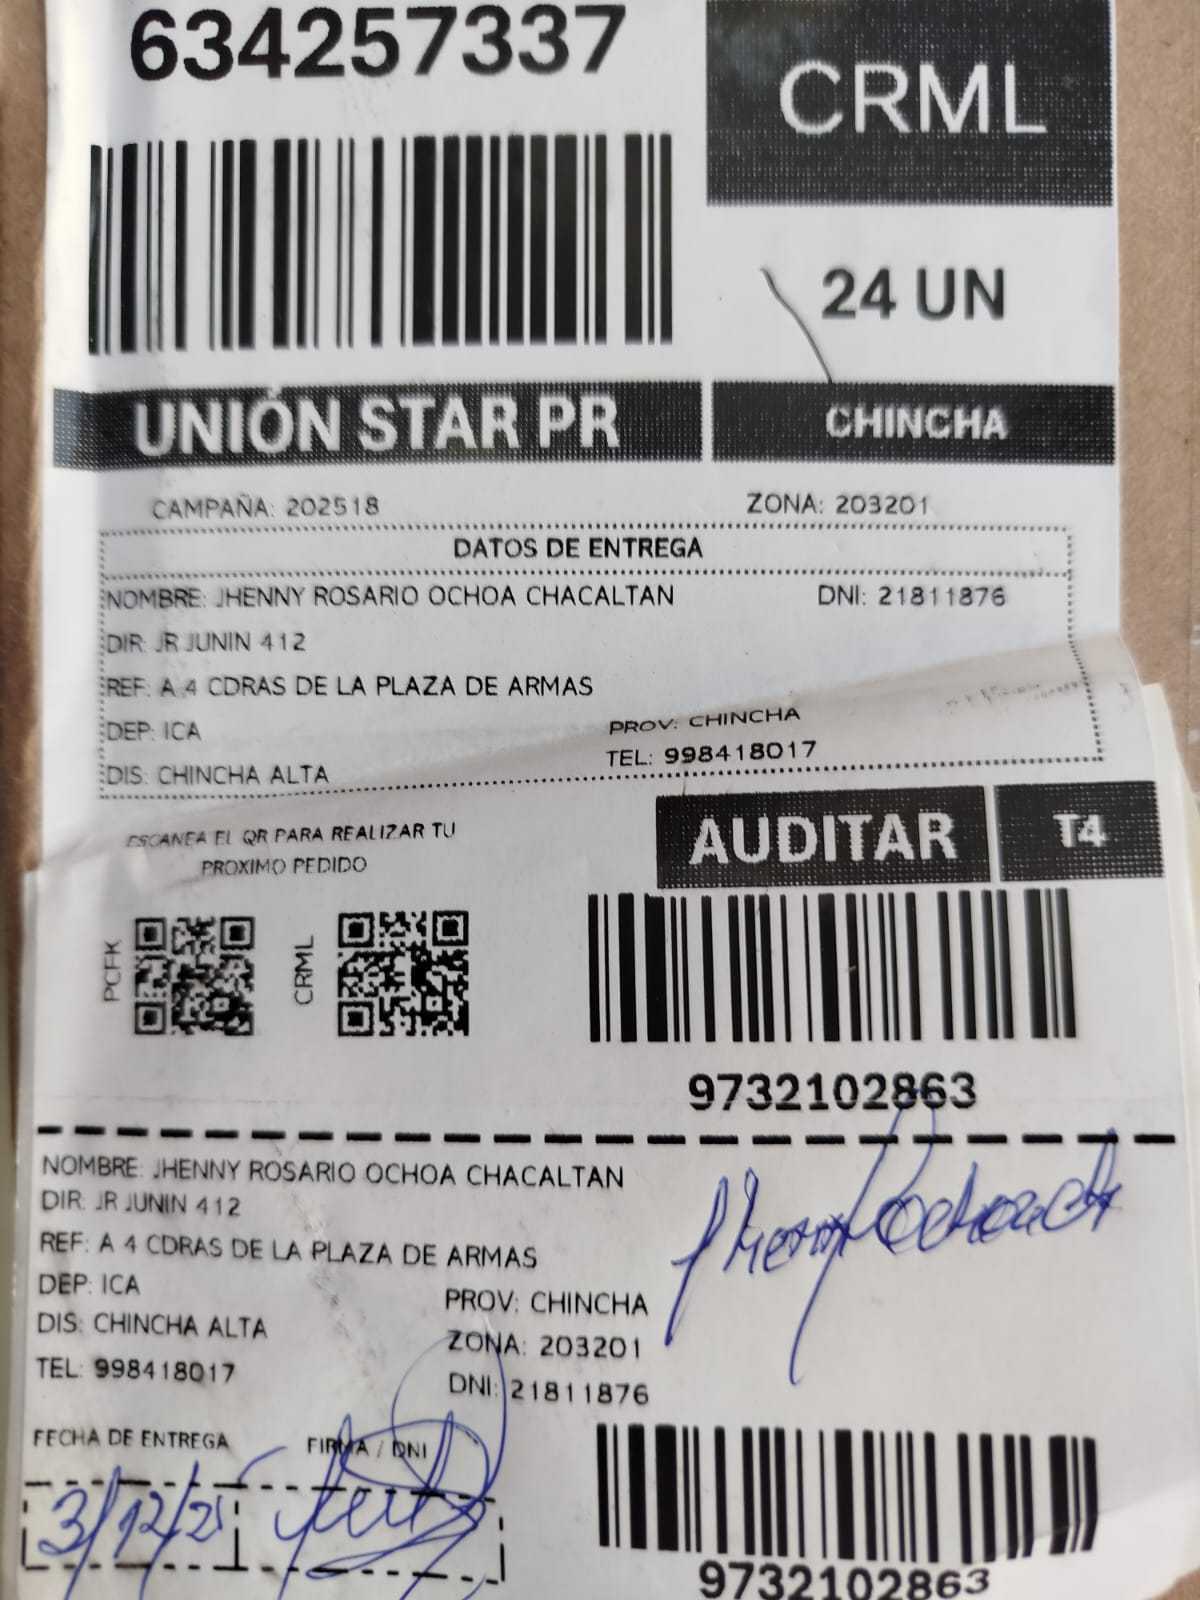 634257337
CRML
24 UN
UNIÓN STAR PR
CHINCHA
CAMPAÑA: 202518 ZONA: 203201
DATOS DE ENTREGA
NOMBRE: JHENNY ROSARIO OCHOA CHACALTAN DNI: 21811876
DIR: JR JUNIN 412
REF: A 4 CDRAS DE LA PLAZA DE ARMAS
DEP: ICA PROV: CHINCHA
DIS: CHINCHA ALTA TEL: 998418017
ESCANEA EL QR PARA REALIZAR TU
PROXIMO PEDIDO
AUDITAR T4
PCFK
CRML
9732102863
NOMBRE: JHENNY ROSARIO OCHOA CHACALTAN
DIR: JR JUNIN 412
REF: A 4 CDRAS DE LA PLAZA DE ARMAS
DEP: ICA PROV: CHINCHA
DIS: CHINCHA ALTA ZONA: 203201
TEL: 998418017 DNI: 21811876
FECHA DE ENTREGA FIRMA / DNI
3/12/25
9732102863